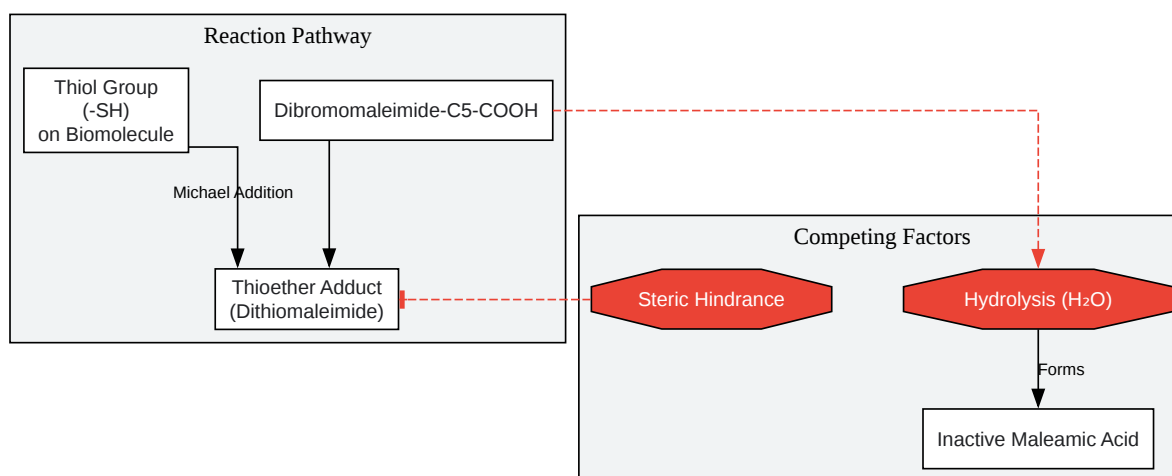 Reaction Pathway
Thiol Group
(-SH)
on Biomolecule
Dibromomaleimide-C5-COOH
Michael Addition
Thioether Adduct
(Dithiomaleimide)
Competing Factors
Steric Hindrance
Hydrolysis (H₂O)
Forms
Inactive Maleamic Acid